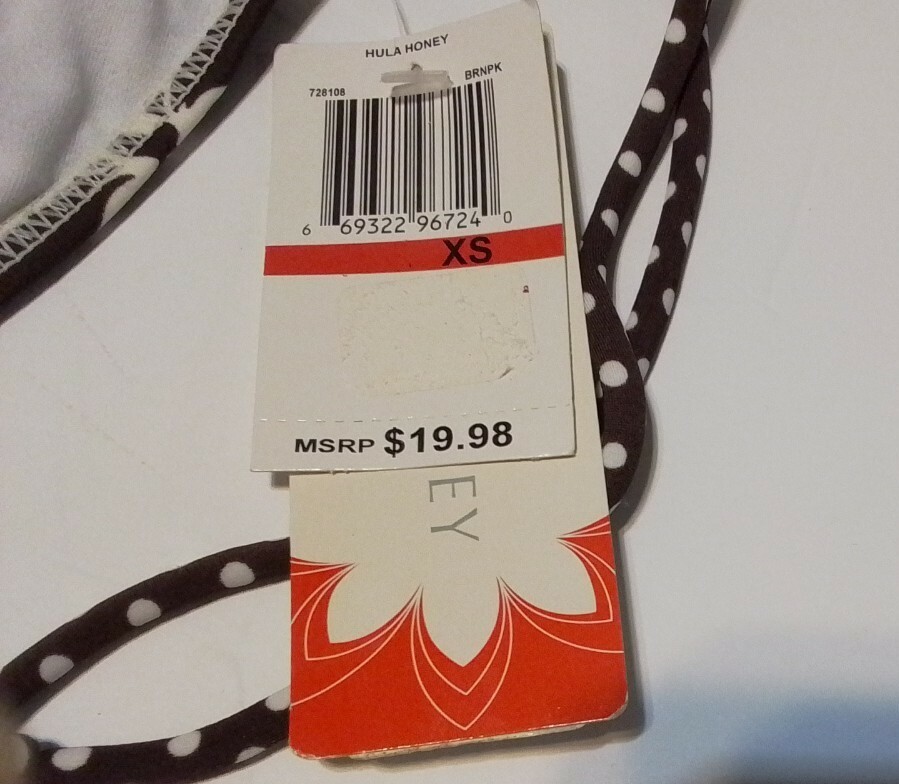 HULA HONEY
728108 BRNPK
6 69322 96724 0
XS
MSRP $19.98
EY